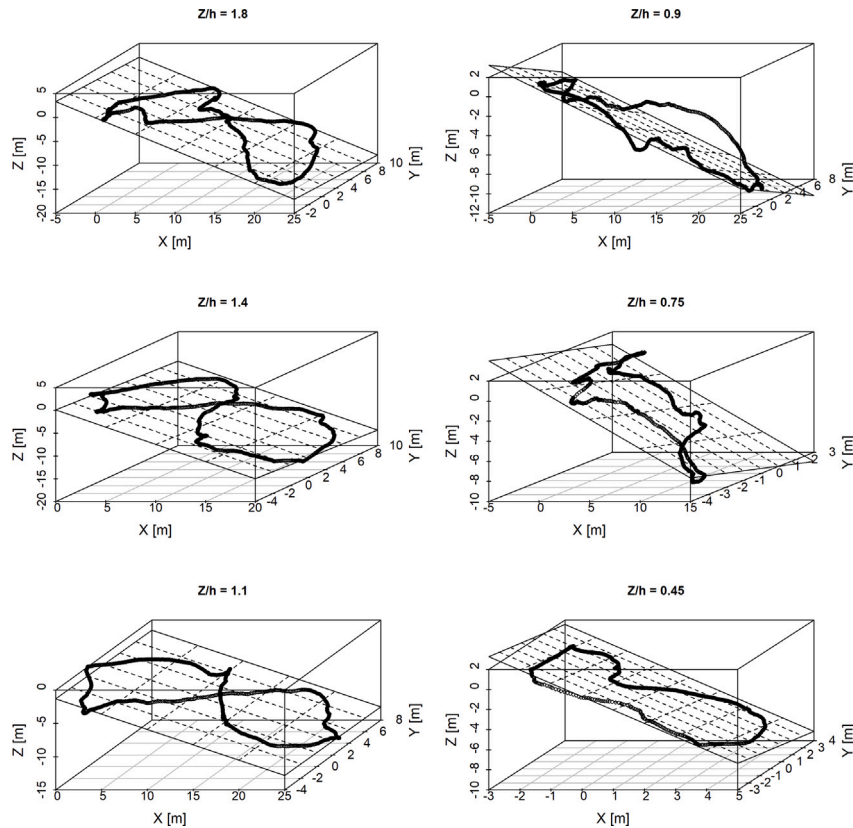 Z/h = 1.8
5
0
-5
-10
-15
-20
Z [m]
-5 0 5 10 15 20 25
X [m]
-2 0 2 4 6 8 10
Y [m]
Z/h = 0.9
2
0
-2
-4
-6
-8
-10
-12
Z [m]
-5 0 5 10 15 20 25
X [m]
-2 0 2 4 6 8
Y [m]
Z/h = 1.4
5
0
-5
-10
-15
-20
Z [m]
0 5 10 15 20
X [m]
-4 -2 0 2 4 6 8 10
Y [m]
Z/h = 0.75
2
0
-2
-4
-6
-8
-10
Z [m]
-5 0 5 10 15
X [m]
-4 -3 -2 -1 0 1 2 3
Y [m]
Z/h = 1.1
0
-5
-10
-15
Z [m]
0 5 10 15 20 25
X [m]
-4 -2 0 2 4 6 8
Y [m]
Z/h = 0.45
2
0
-2
-4
-6
-8
-10
Z [m]
-3 -2 -1 0 1 2 3 4 5
X [m]
-3 -2 -1 0 1 2 3 4
Y [m]